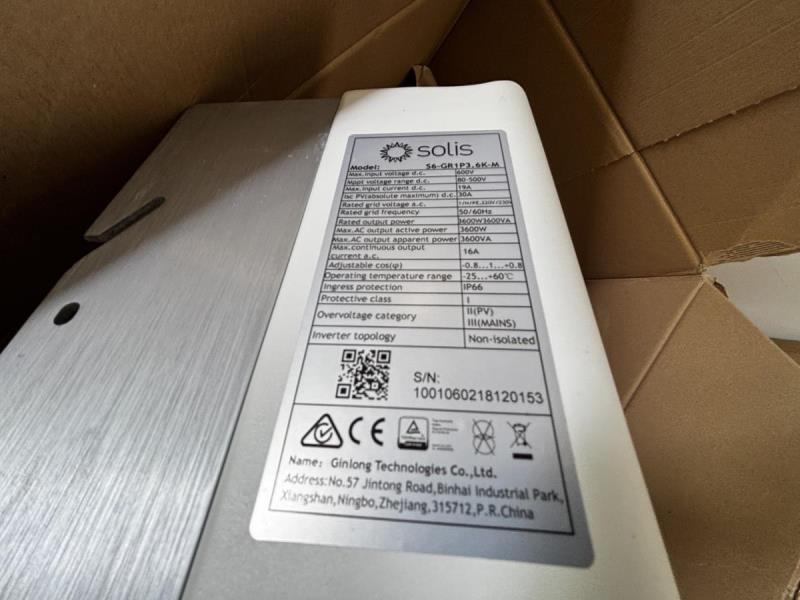 solis
Model: S6-GR1P3.6K-M
Max.input voltage d.c. 600V
Mppt voltage range d.c. 80-500V
Max.input current d.c. 19A
Isc PV(absolute maximum) d.c. 30A
Rated grid voltage a.c. 1/N/PE,220V/230V
Rated grid frequency 50/60Hz
Rated output power 3600W3600VA
Max.AC output active power 3600W
Max.AC output apparent power 3600VA
Max.continuous output
current a.c. 16A
Adjustable cos(φ) -0.8...1...+0.8
Operating temperature range -25...+60℃
Ingress protection IP66
Protective class I
Overvoltage category II(PV)
III(MAINS)
Inverter topology Non-isolated
S/N:
1001060218120153
CE
Name: Ginlong Technologies Co.,Ltd.
Address:No.57 Jintong Road,Binhai Industrial Park,
Xiangshan,Ningbo,Zhejiang,315712,P.R.China